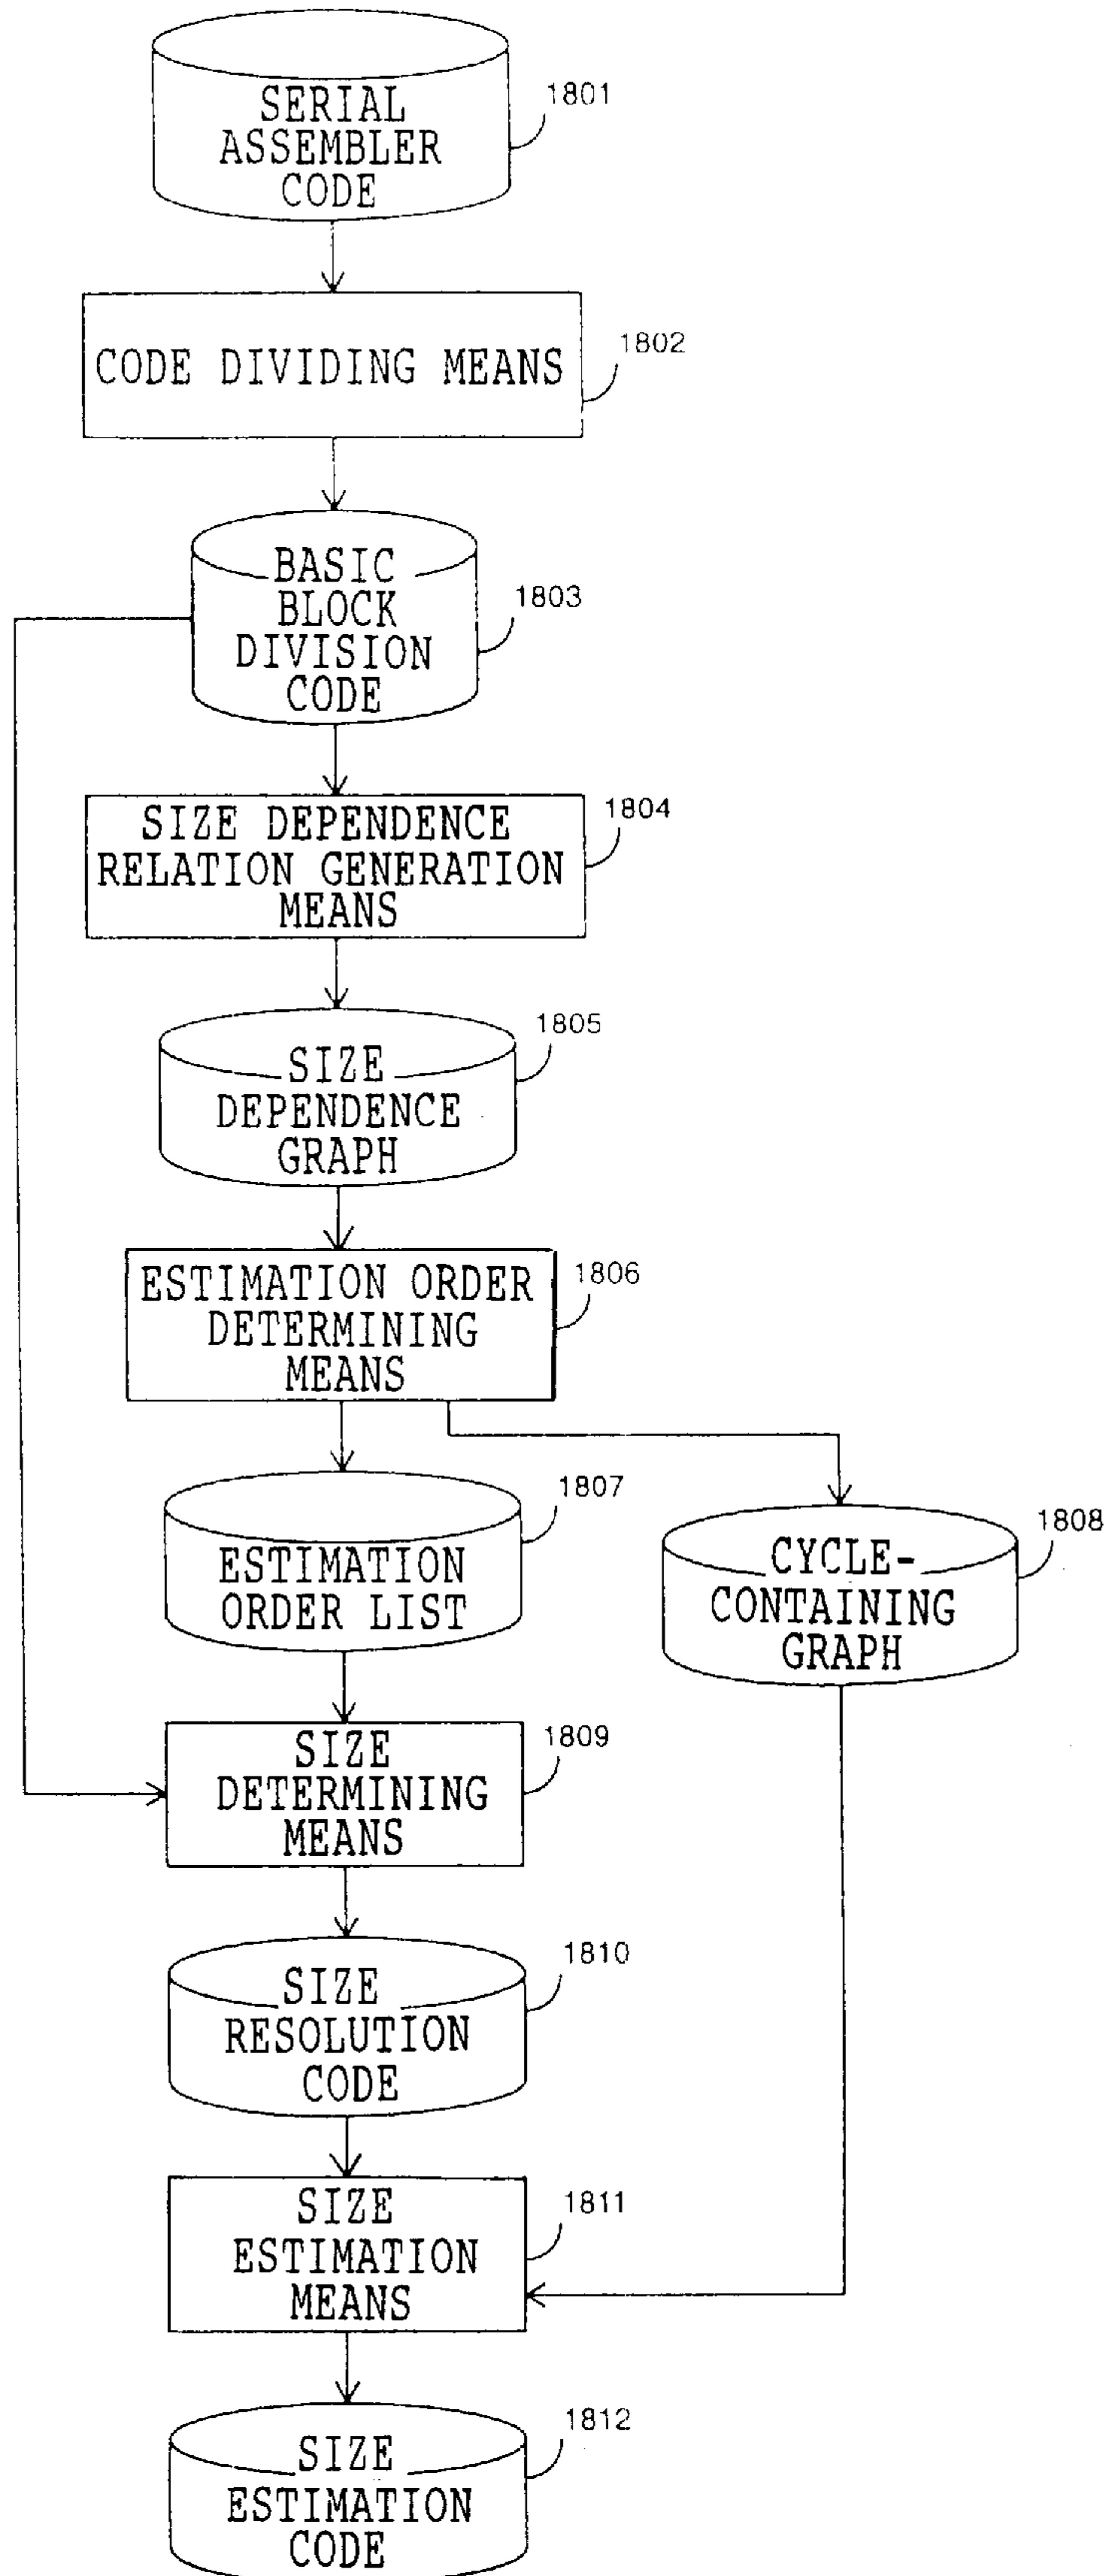 SERIAL
ASSEMBLER
CODE
1801
CODE DIVIDING MEANS
1802
BASIC
BLOCK
DIVISION
CODE
1803
SIZE DEPENDENCE
RELATION GENERATION
MEANS
1804
SIZE
DEPENDENCE
GRAPH
1805
ESTIMATION ORDER
DETERMINING
MEANS
1806
ESTIMATION
ORDER LIST
1807
CYCLE-
CONTAINING
GRAPH
1808
SIZE
DETERMINING
MEANS
1809
SIZE
RESOLUTION
CODE
1810
SIZE
ESTIMATION
MEANS
1811
SIZE
ESTIMATION
CODE
1812